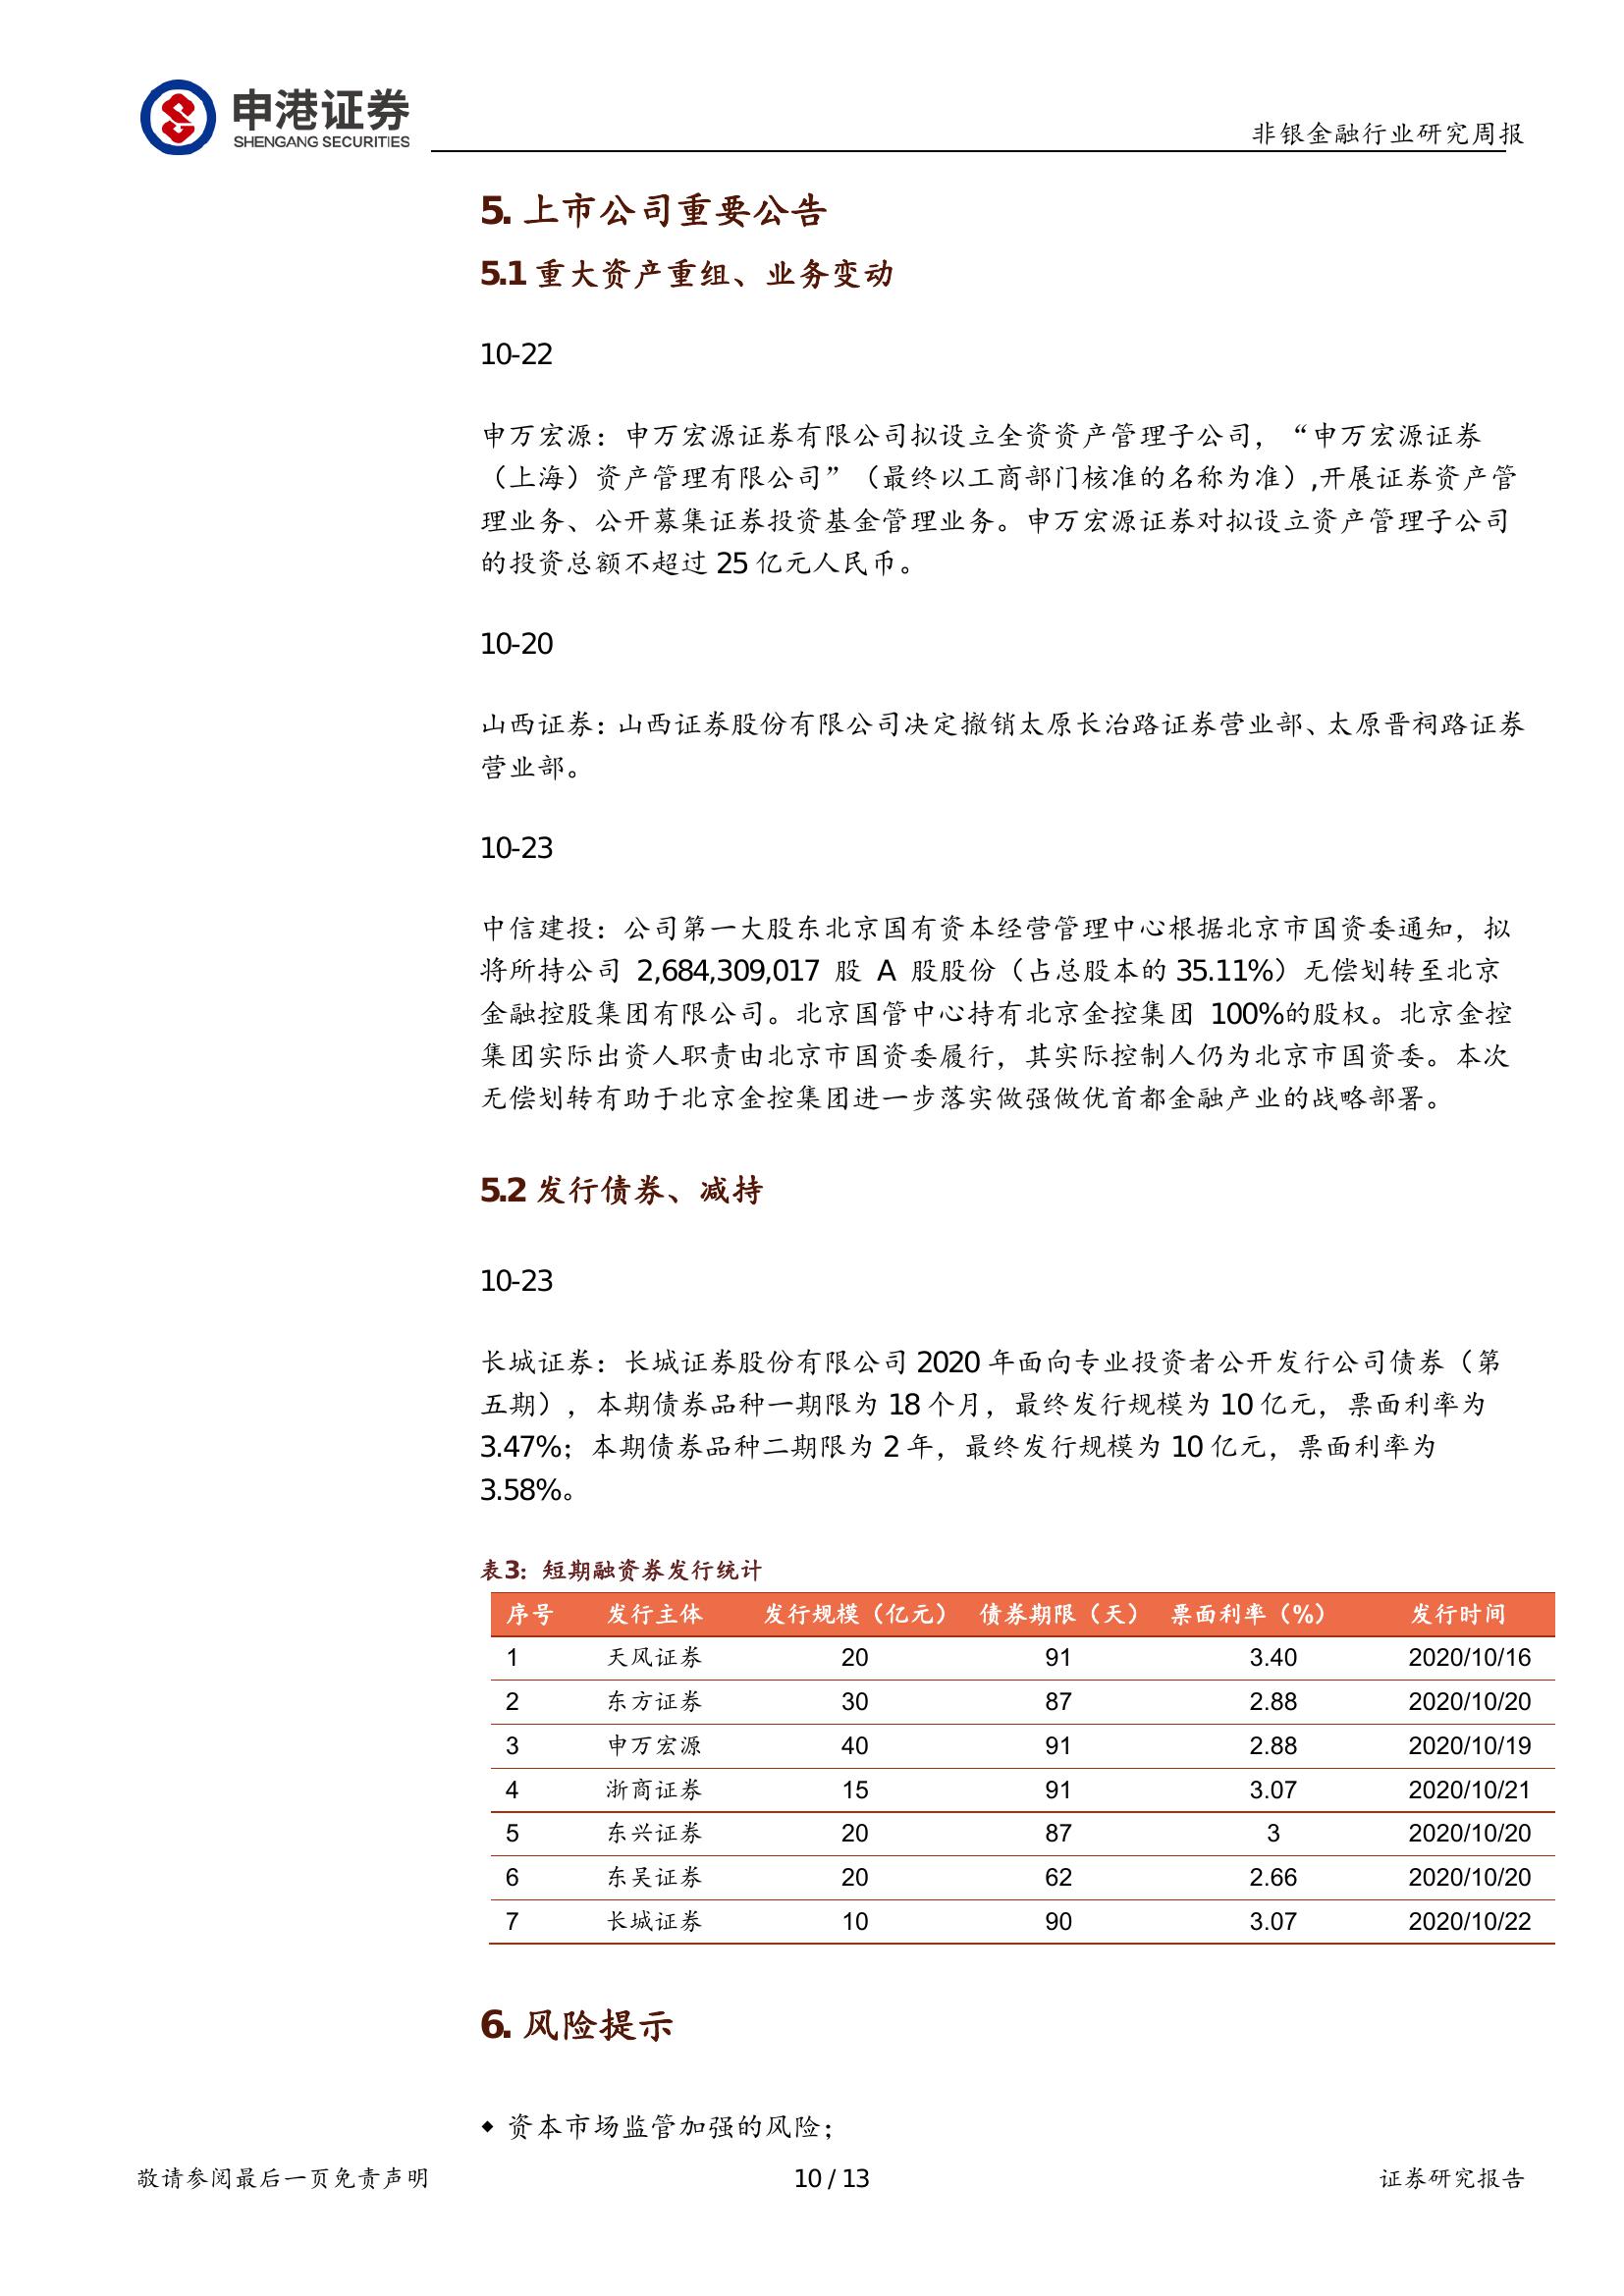 申港证券
SHENGANG SECURITIES
非银金融行业研究周报
5. 上市公司重要公告
5.1 重大资产重组、业务变动
10-22
申万宏源：申万宏源证券有限公司拟设立全资资产管理子公司，“申万宏源证券
（上海）资产管理有限公司”（最终以工商部门核准的名称为准）,开展证券资产管
理业务、公开募集证券投资基金管理业务。申万宏源证券对拟设立资产管理子公司
的投资总额不超过 25 亿元人民币。
10-20
山西证券：山西证券股份有限公司决定撤销太原长治路证券营业部、太原晋祠路证券
营业部。
10-23
中信建投：公司第一大股东北京国有资本经营管理中心根据北京市国资委通知，拟
将所持公司 2,684,309,017 股 A 股股份（占总股本的 35.11%）无偿划转至北京
金融控股集团有限公司。北京国管中心持有北京金控集团 100%的股权。北京金控
集团实际出资人职责由北京市国资委履行，其实际控制人仍为北京市国资委。本次
无偿划转有助于北京金控集团进一步落实做强做优首都金融产业的战略部署。
5.2 发行债券、减持
10-23
长城证券：长城证券股份有限公司 2020 年面向专业投资者公开发行公司债券（第
五期），本期债券品种一期限为 18 个月，最终发行规模为 10 亿元，票面利率为
3.47%；本期债券品种二期限为 2 年，最终发行规模为 10 亿元，票面利率为
3.58%。
表3：短期融资券发行统计
序号 发行主体 发行规模（亿元） 债券期限（天） 票面利率（%） 发行时间
1 天风证券 20 91 3.40 2020/10/16
2 东方证券 30 87 2.88 2020/10/20
3 申万宏源 40 91 2.88 2020/10/19
4 浙商证券 15 91 3.07 2020/10/21
5 东兴证券 20 87 3 2020/10/20
6 东吴证券 20 62 2.66 2020/10/20
7 长城证券 10 90 3.07 2020/10/22
6. 风险提示
◆ 资本市场监管加强的风险；
敬请参阅最后一页免责声明 10 / 13 证券研究报告